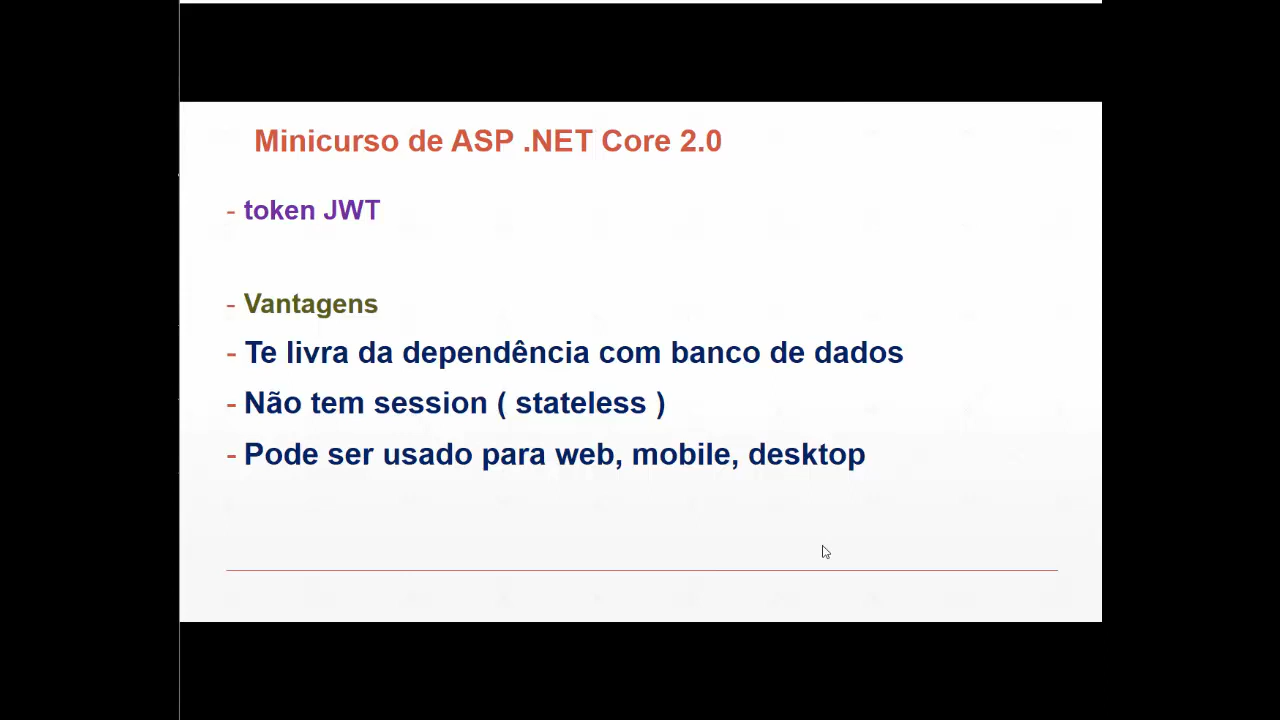 Minicurso de ASP .NET Core 2.0
- token JWT
- Vantagens
- Te livra da dependência com banco de dados
- Não tem session ( stateless )
- Pode ser usado para web, mobile, desktop